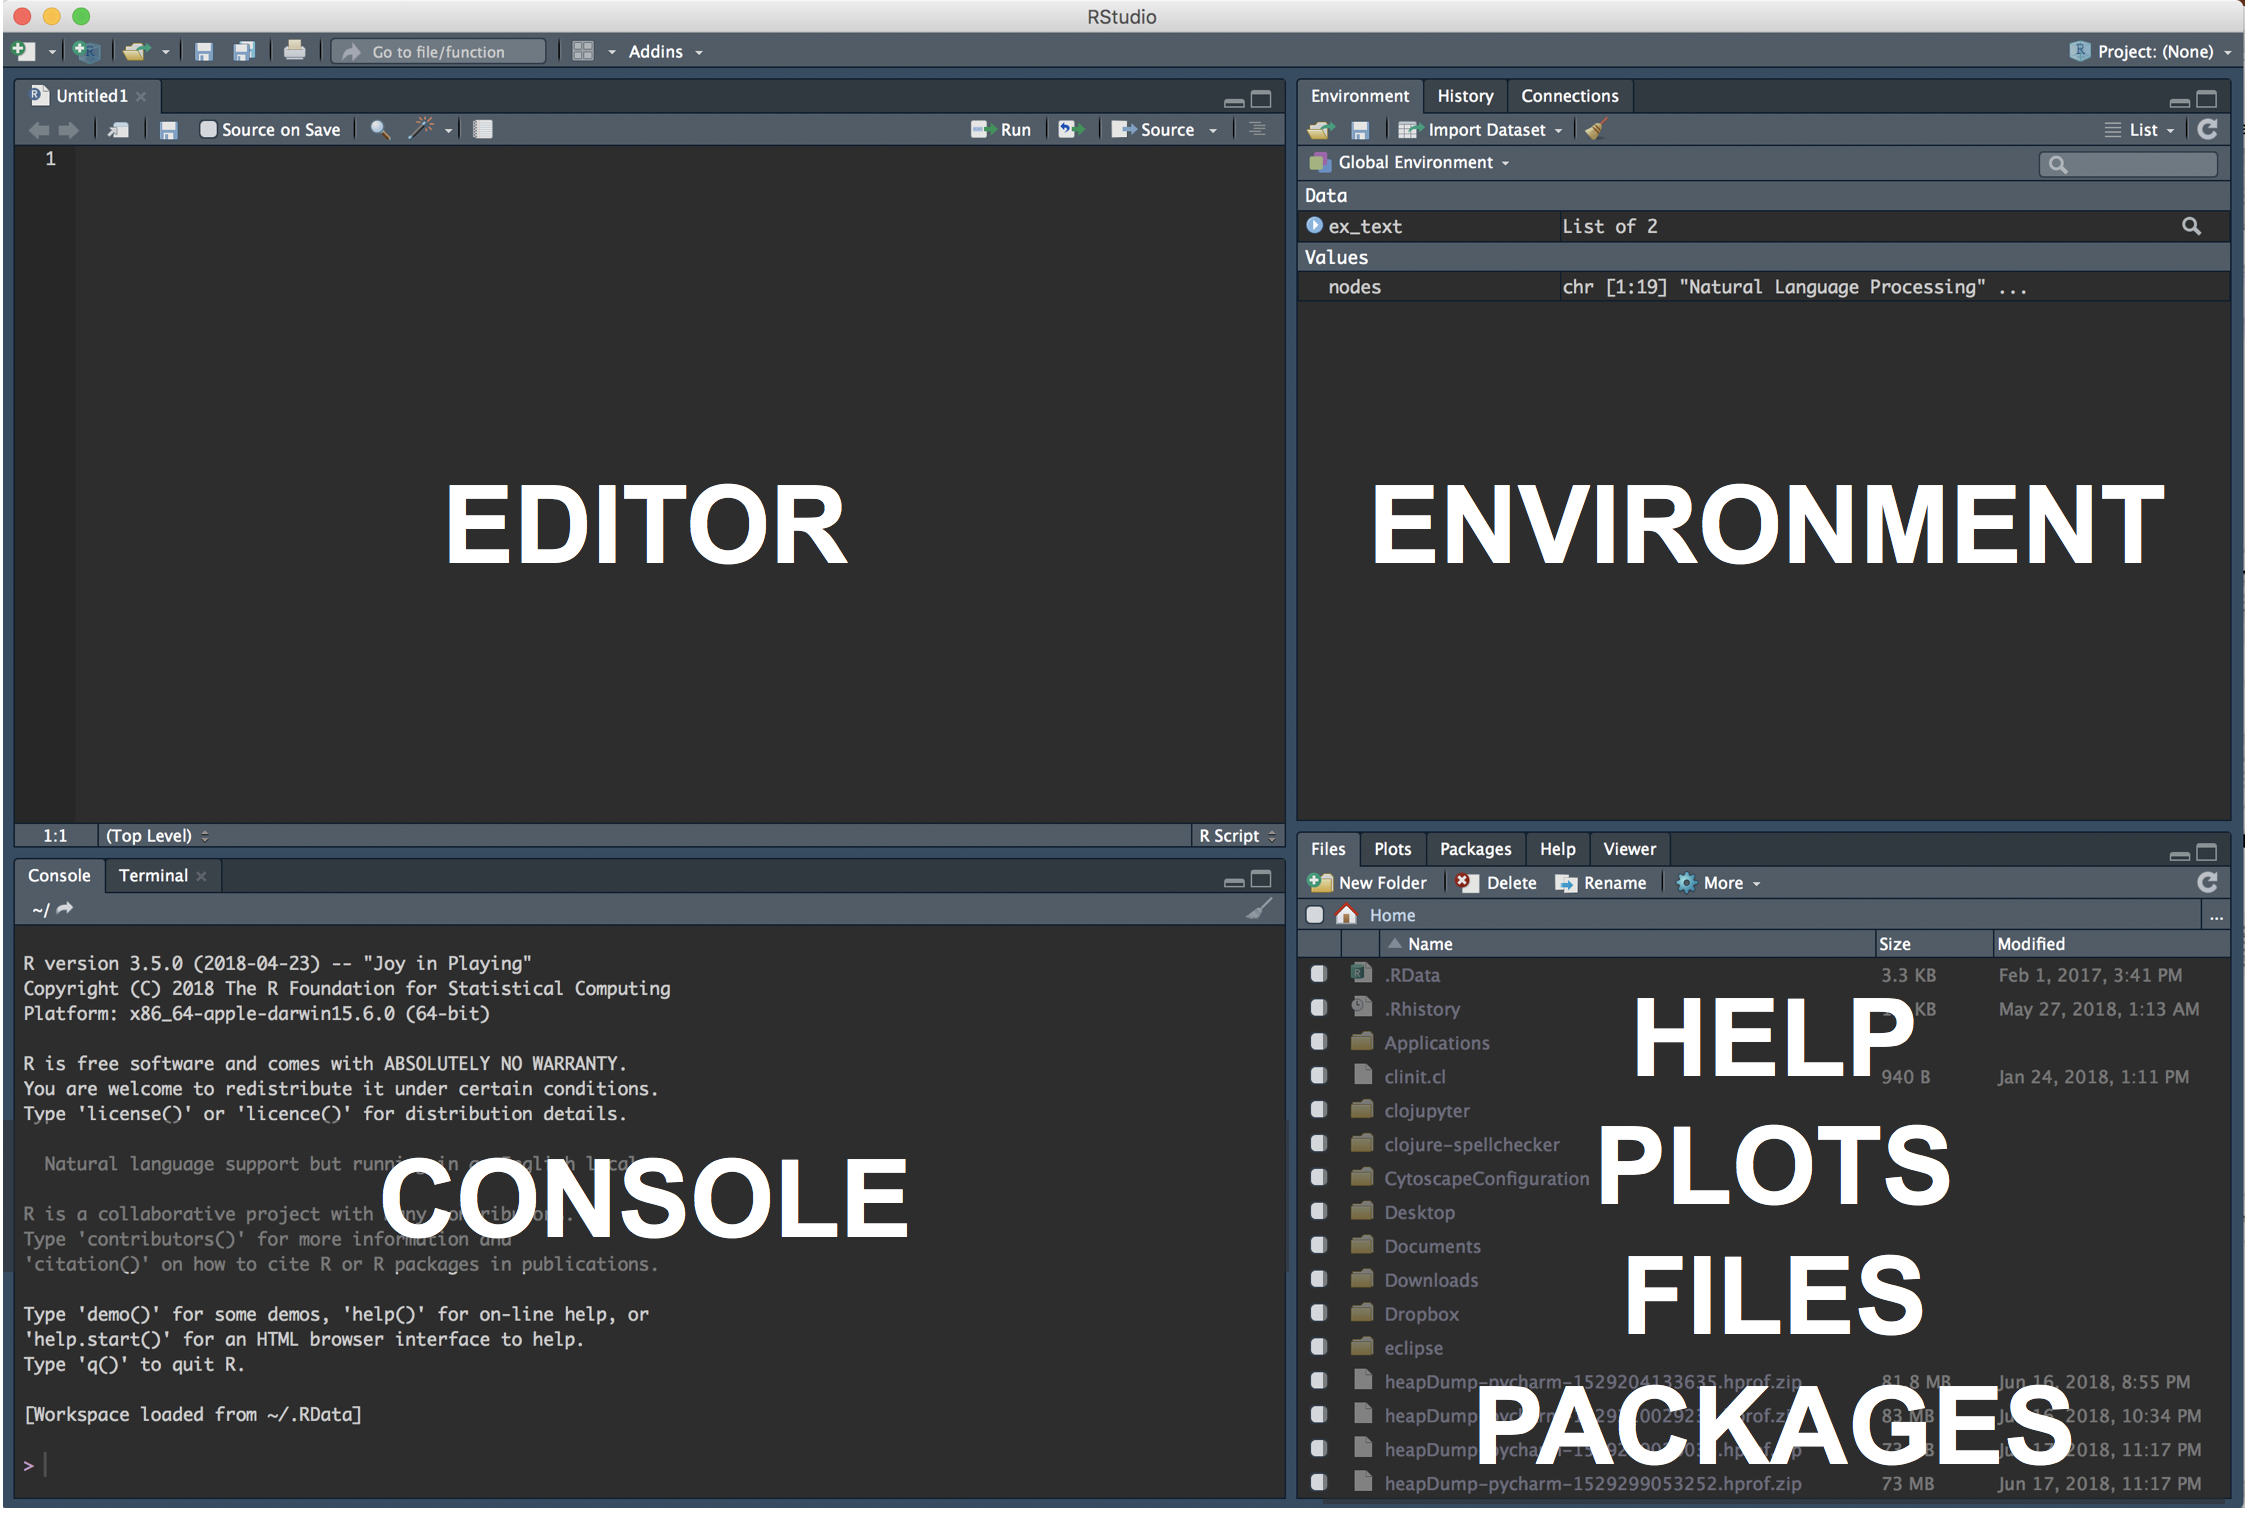 RStudio
Go to file/function
Addins
Project: (None)
Untitled1
Source on Save
Run
Source
1
EDITOR
1:1 (Top Level)
R Script
Environment History Connections
Import Dataset
List
Global Environment
Data
ex_text List of 2
Values
nodes chr [1:19] "Natural Language Processing" ...
ENVIRONMENT
Console Terminal
~/
R version 3.5.0 (2018-04-23) -- "Joy in Playing"
Copyright (C) 2018 The R Foundation for Statistical Computing
Platform: x86_64-apple-darwin15.6.0 (64-bit)
R is free software and comes with ABSOLUTELY NO WARRANTY.
You are welcome to redistribute it under certain conditions.
Type 'license()' or 'licence()' for distribution details.
Natural language support but running in an English locale
R is a collaborative project with many contributors.
Type 'contributors()' for more information and
'citation()' on how to cite R or R packages in publications.
Type 'demo()' for some demos, 'help()' for on-line help, or
'help.start()' for an HTML browser interface to help.
Type 'q()' to quit R.
[Workspace loaded from ~/.RData]
>
CONSOLE
Files Plots Packages Help Viewer
New Folder Delete Rename More
Home ...
Name Size Modified
.RData 3.3 KB Feb 1, 2017, 3:41 PM
.Rhistory KB May 27, 2018, 1:13 AM
Applications
clinit.cl 940 B Jan 24, 2018, 1:11 PM
clojupyter
clojure-spellchecker
CytoscapeConfiguration
Desktop
Documents
Downloads
Dropbox
eclipse
heapDump-pycharm-1529204133635.hprof.zip 81.8 MB Jun 16, 2018, 8:55 PM
83 MB Jun 16, 2018, 10:34 PM
Jun 17, 2018, 11:17 PM
heapDump-pycharm-1529299053252.hprof.zip 73 MB Jun 17, 2018, 11:17 PM
HELP
PLOTS
FILES
PACKAGES